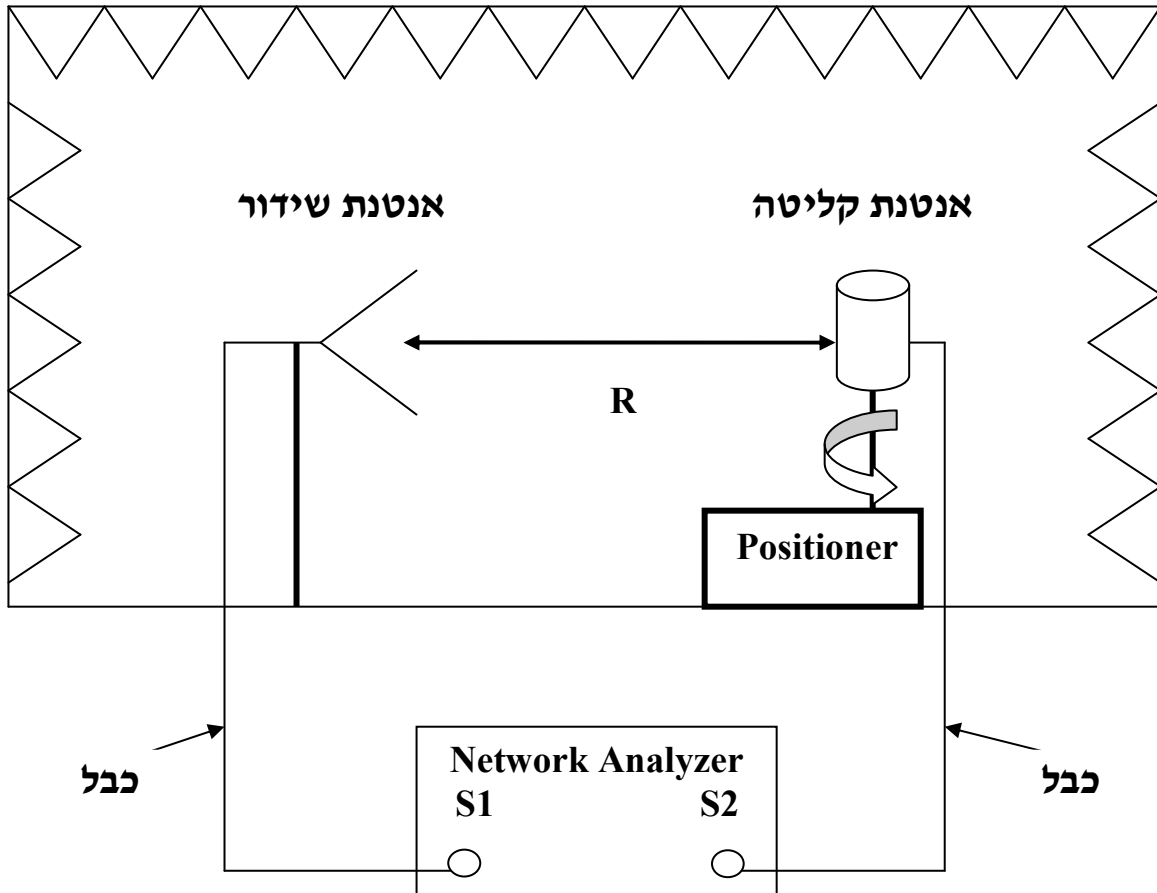 אנטנת שידור
אנטנת קליטה
R
Positioner
כבל
Network Analyzer
S1 S2
כבל